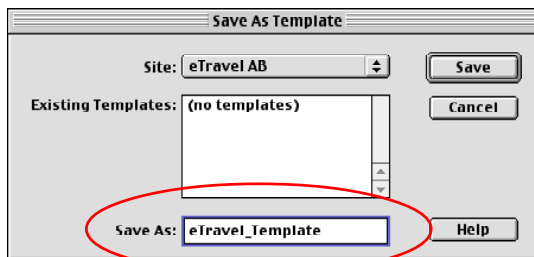 Save As Template
Site: eTravel AB Save
Existing Templates: (no templates) Cancel
Save As: eTravel_Template Help